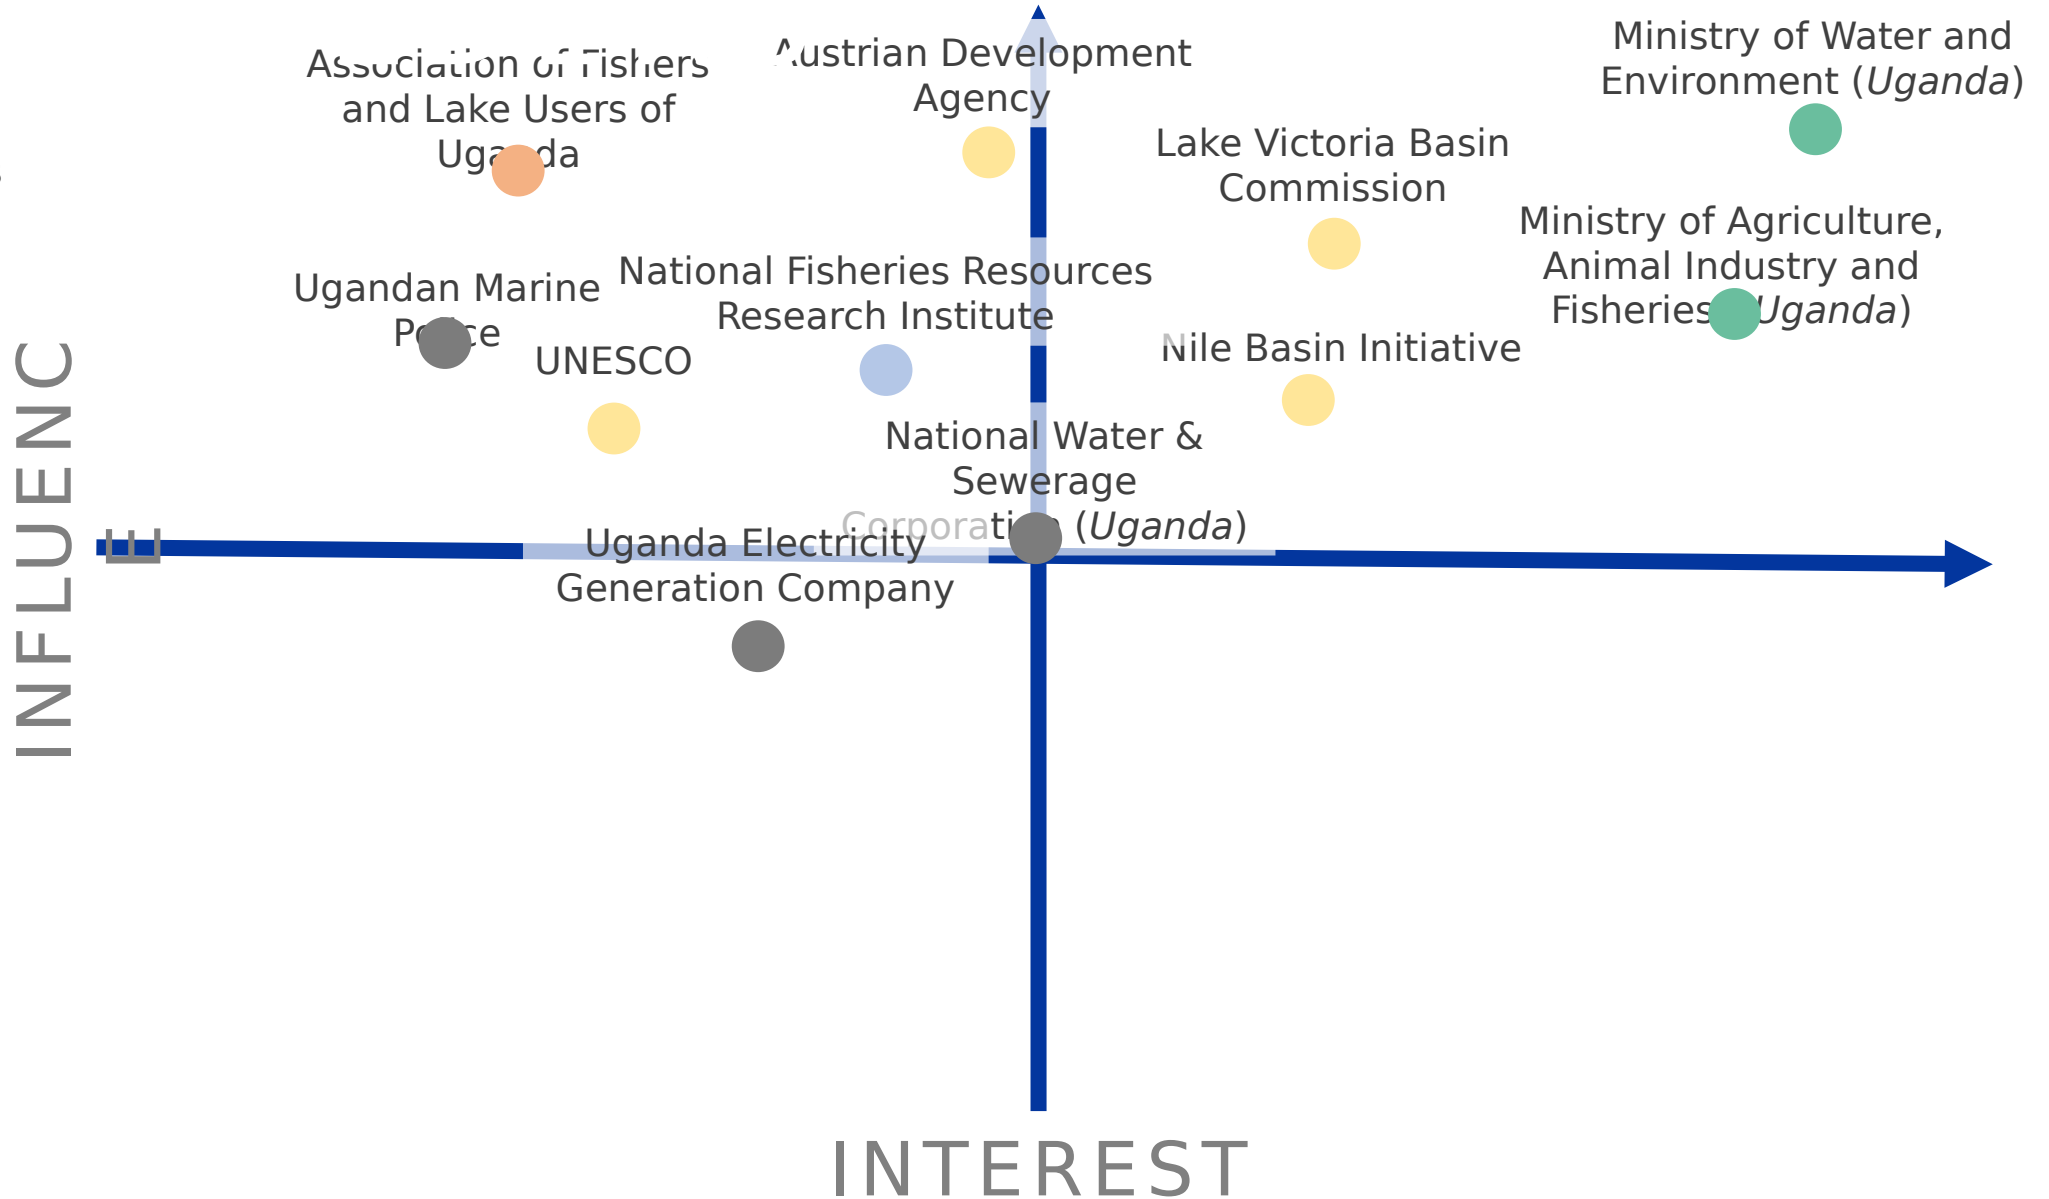 Association of Fishers
and Lake Users of
Uganda
Austrian Development
Agency
Ministry of Water and
Environment (Uganda)
Lake Victoria Basin
Commission
Ministry of Agriculture,
Animal Industry and
Fisheries (Uganda)
Ugandan Marine
Police
National Fisheries Resources
Research Institute
UNESCO
Nile Basin Initiative
National Water &
Sewerage
Corporation (Uganda)
Uganda Electricity
Generation Company
INFLUENC
E
INTEREST